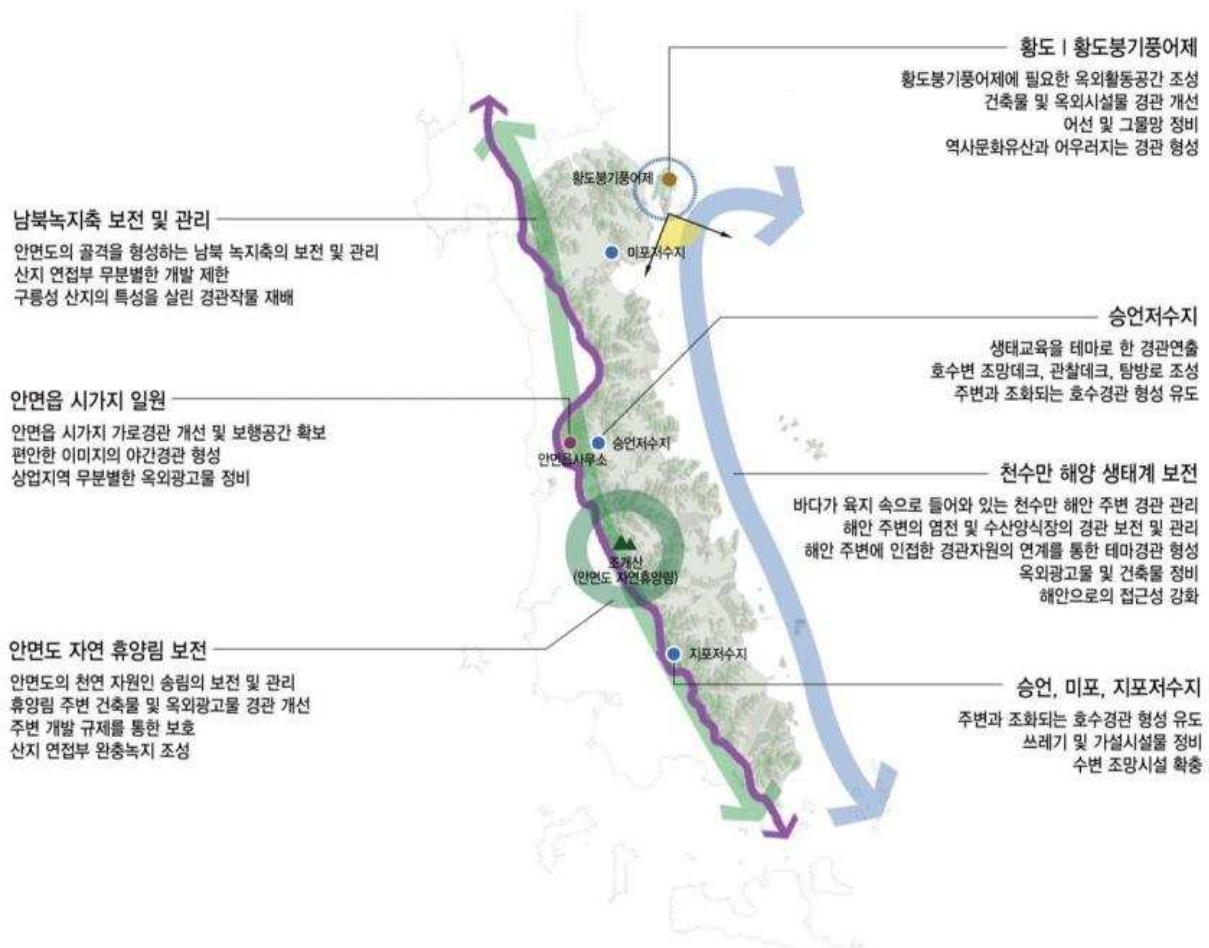 황도 | 황도붕기풍어제
황도붕기풍어제에 필요한 옥외활동공간 조성
건축물 및 옥외시설물 경관 개선
어선 및 그물망 정비
역사문화유산과 어우러지는 경관 형성
황도붕기풍어제
미포저수지
남북녹지축 보전 및 관리
안면도의 골격을 형성하는 남북 녹지축의 보전 및 관리
산지 연접부 무분별한 개발 제한
구릉성 산지의 특성을 살린 경관작물 재배
승언저수지
생태교육을 테마로 한 경관연출
호수변 조망데크, 관찰데크, 탐방로 조성
주변과 조화되는 호수경관 형성 유도
안면읍 시가지 일원
안면읍 시가지 가로경관 개선 및 보행공간 확보
편안한 이미지의 야간경관 형성
상업지역 무분별한 옥외광고물 정비
승언저수지
안면읍사무소
천수만 해양 생태계 보전
바다가 육지 속으로 들어와 있는 천수만 해안 주변 경관 관리
해안 주변의 염전 및 수산양식장의 경관 보전 및 관리
해안 주변에 인접한 경관자원의 연계를 통한 테마경관 형성
옥외광고물 및 건축물 정비
해안으로의 접근성 강화
조개산
(안면도 자연휴양림)
안면도 자연 휴양림 보전
안면도의 천연 자원인 송림의 보전 및 관리
휴양림 주변 건축물 및 옥외광고물 경관 개선
주변 개발 규제를 통한 보호
산지 연접부 완충녹지 조성
지포저수지
승언, 미포, 지포저수지
주변과 조화되는 호수경관 형성 유도
쓰레기 및 가설시설물 정비
수변 조망시설 확충